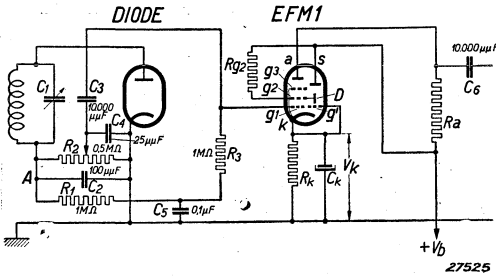 DIODE
EFM1
C1
C3
10.000 µµF
C4
25µµF
R2
0,5MΩ
A
100µµF
C2
R1
1MΩ
C5
0,1µF
R3
1MΩ
Rg2
a
s
g3
g2
D
g1
g'
k
Rk
Ck
Vk
10.000µµF
C6
Ra
+Vb
27525